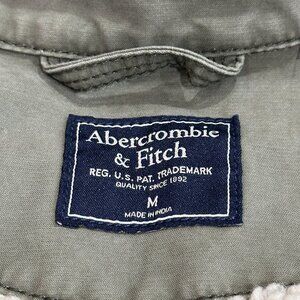 Abercrombie
& Fitch
REG. U.S. PAT. TRADEMARK
QUALITY SINCE 1892
M
MADE IN INDIA